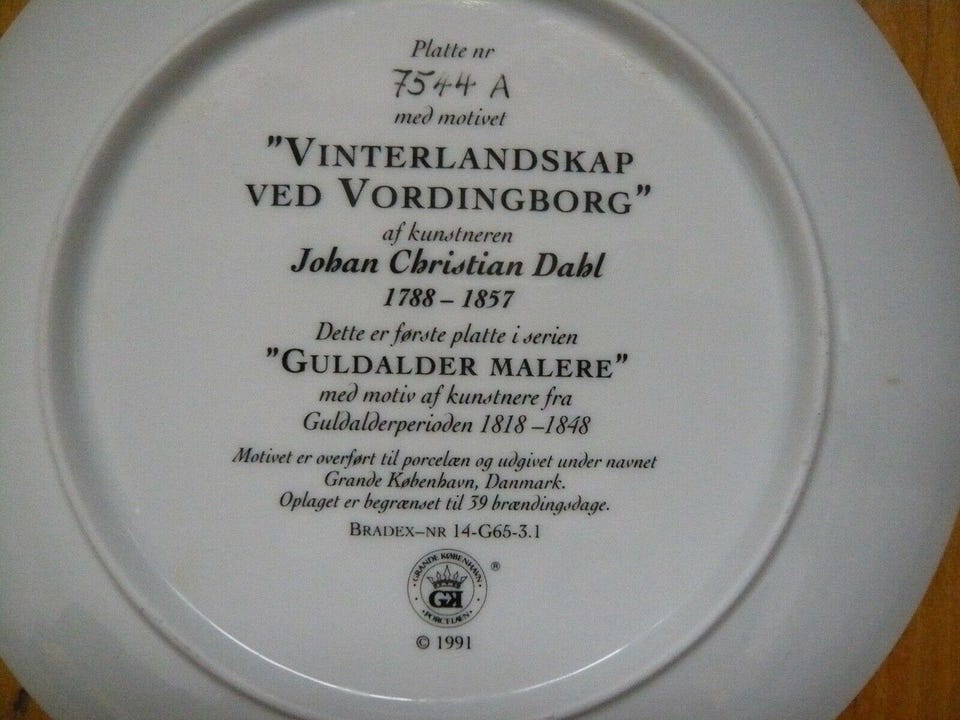 Platte nr
7544 A
med motivet
"VINTERLANDSKAP
VED VORDINGBORG"
af kunstneren
Johan Christian Dahl
1788 – 1857
Dette er første platte i serien
"GULDALDER MALERE"
med motiv af kunstnere fra
Guldalderperioden 1818 –1848
Motivet er overført til porcelæn og udgivet under navnet
Grande København, Danmark.
Oplaget er begrænset til 39 brændingsdage.
BRADEX–NR 14-G65-3.1
GRANDE KØBENHAVN
®
GK
PORCELÆN
© 1991